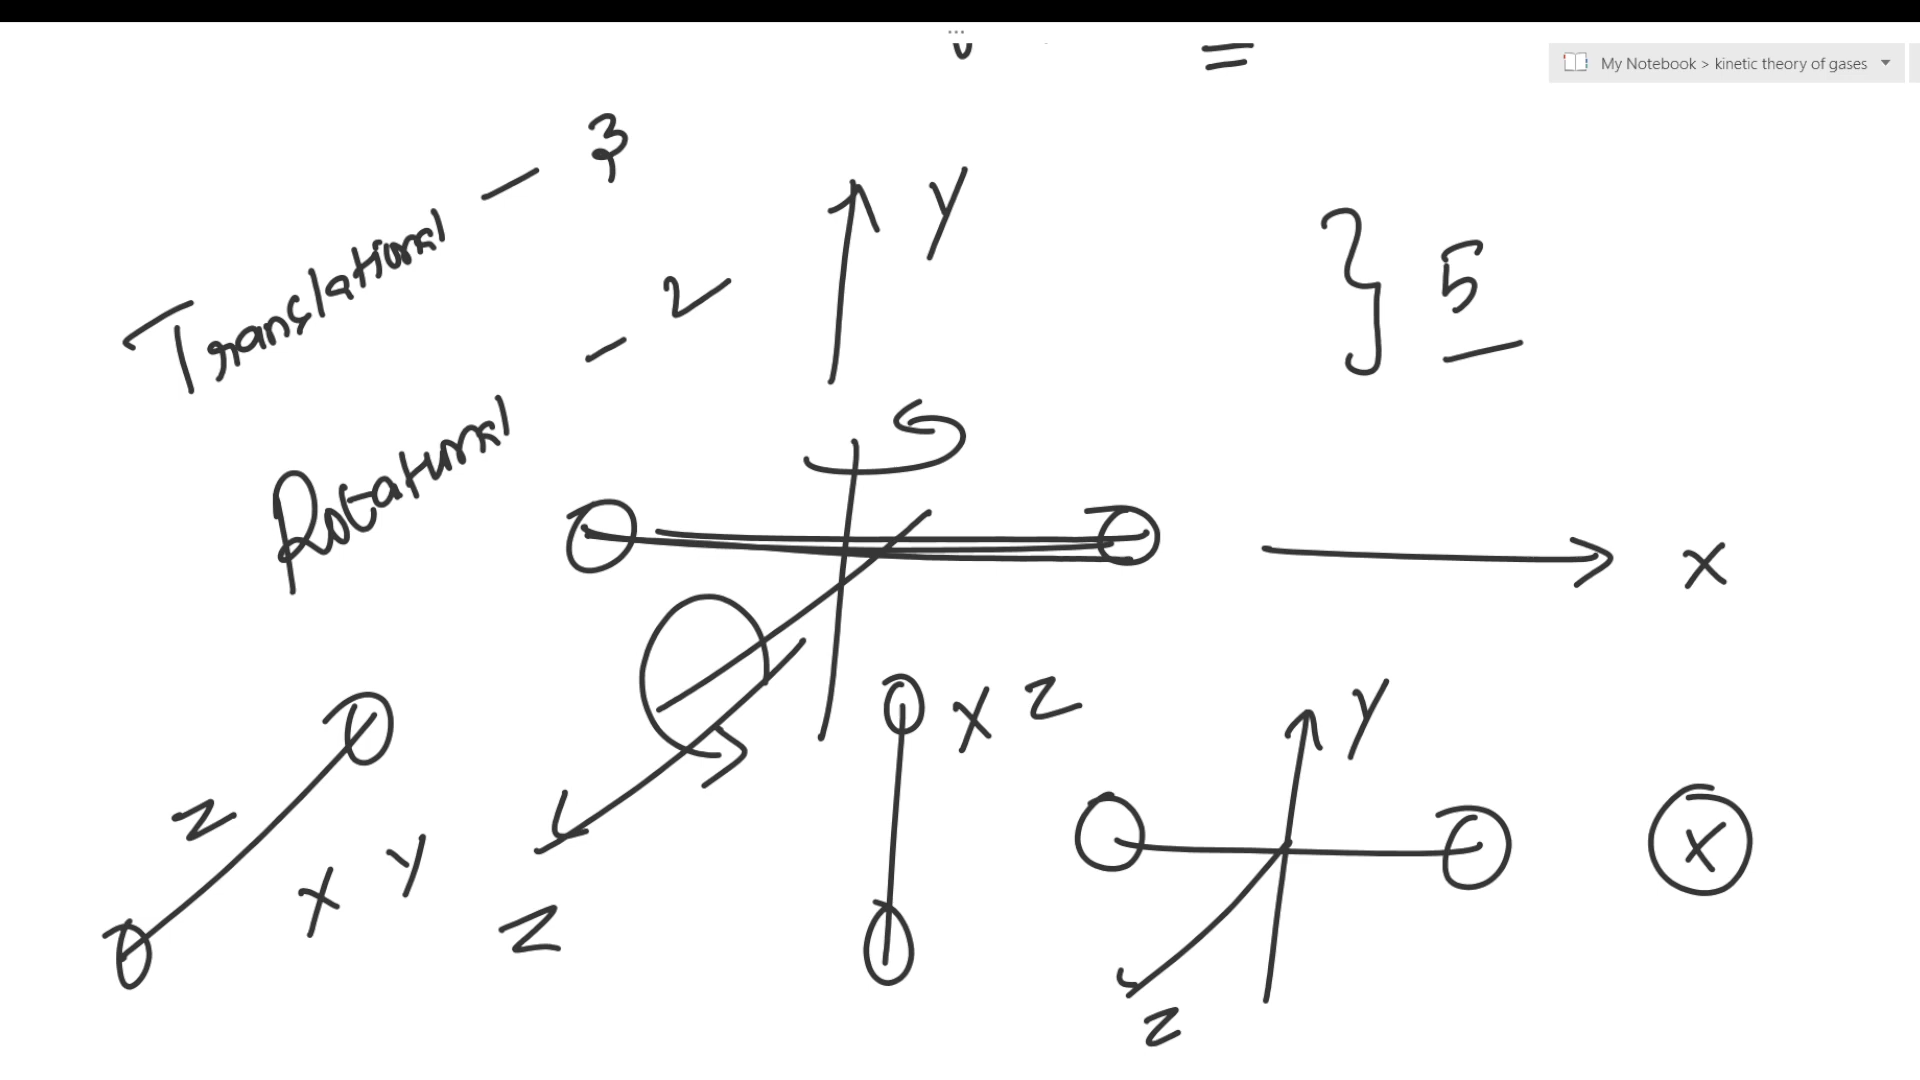 My Notebook > kinetic theory of gases
=
Translational - 3
Y
Rotational - 2
} 5
x
x z
Y
z
x y
z
x
z